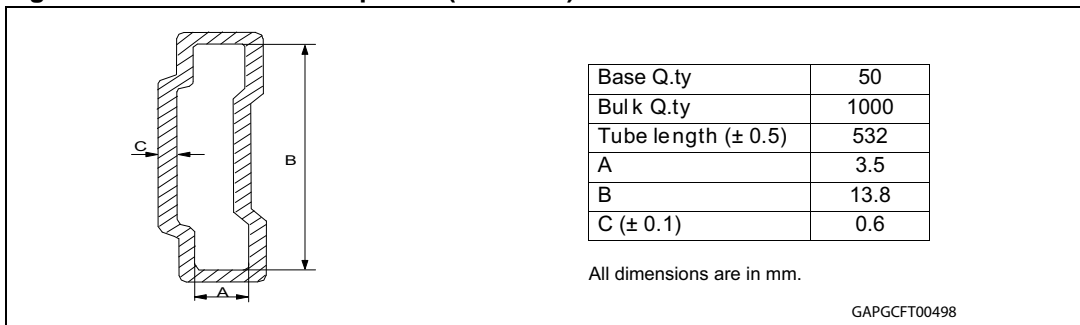 C
B
A
Base Q.ty 50
Bulk Q.ty 1000
Tube length (± 0.5) 532
A 3.5
B 13.8
C (± 0.1) 0.6
All dimensions are in mm.
GAPGCFT00498